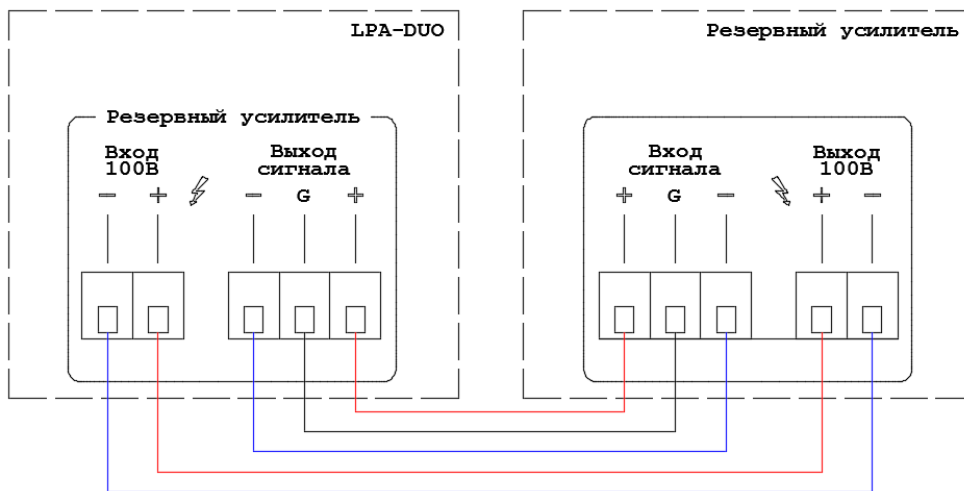 LPA-DUO
Резервный усилитель
Вход
100В
Выход
сигнала
− + − G +
Резервный усилитель
Вход
сигнала
Выход
100В
+ G − + −